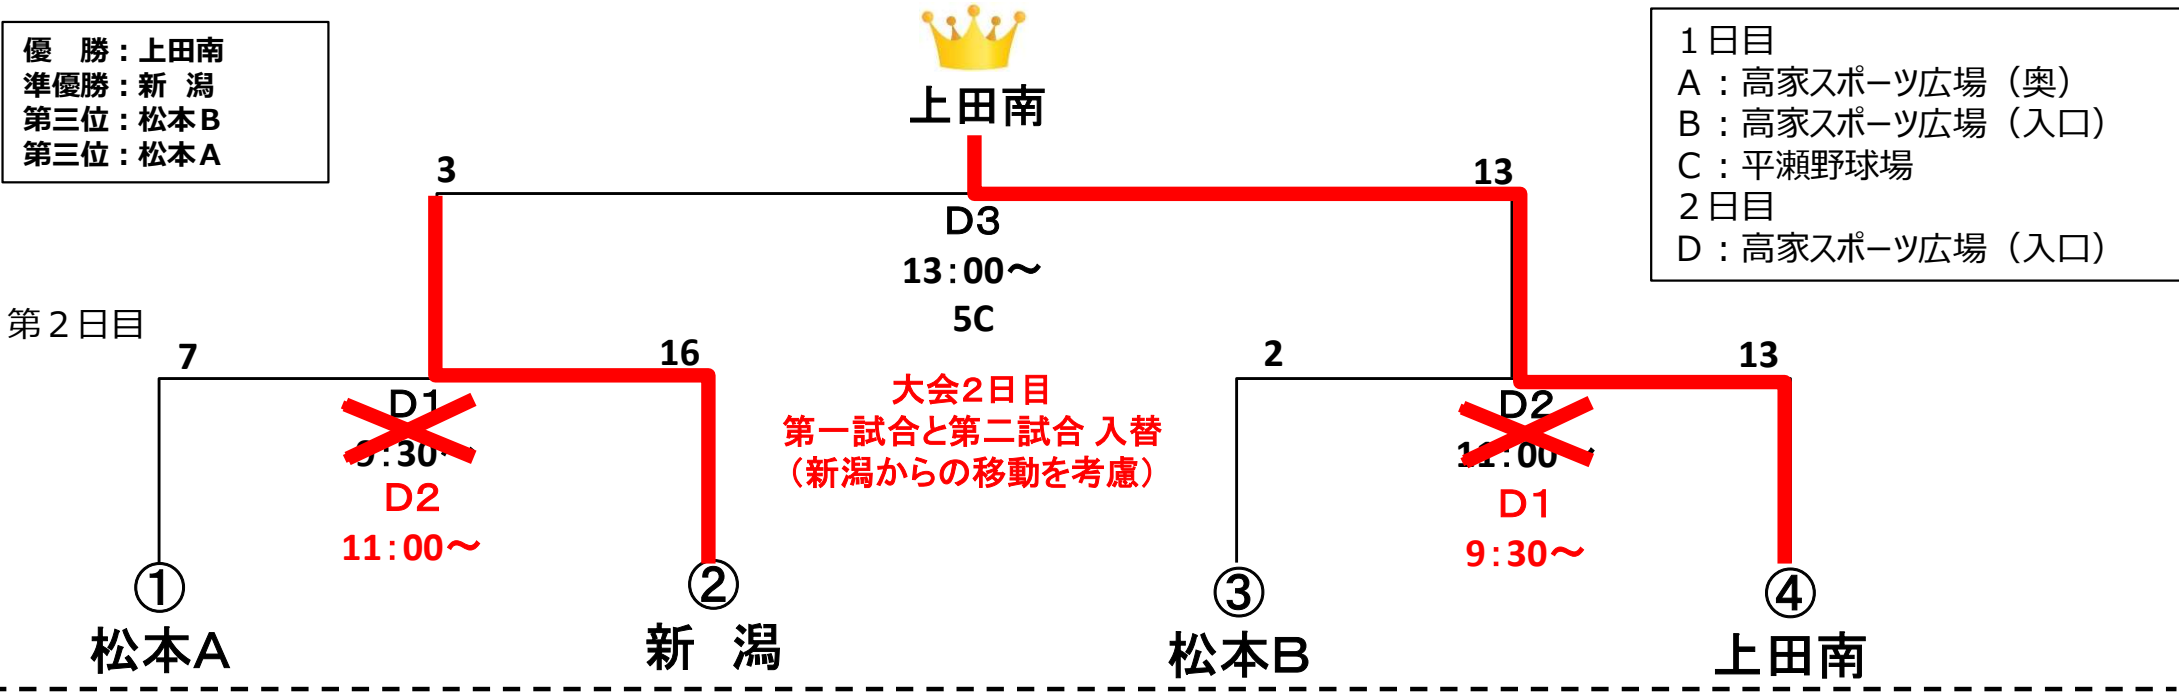 優　勝：上田南
準優勝：新 潟
第三位：松本B
第三位：松本A
上田南
1日目
A：高家スポーツ広場（奥）
B：高家スポーツ広場（入口）
C：平瀬野球場
2日目
D：高家スポーツ広場（入口）
3
13
D3
13:00～
5C
第2日目
7
16
2
13
大会2日目
第一試合と第二試合 入替
（新潟からの移動を考慮）
D1
9:30～
D2
11:00～
D2
11:00～
D1
9:30～
①
②
③
④
松本A
新 潟
松本B
上田南